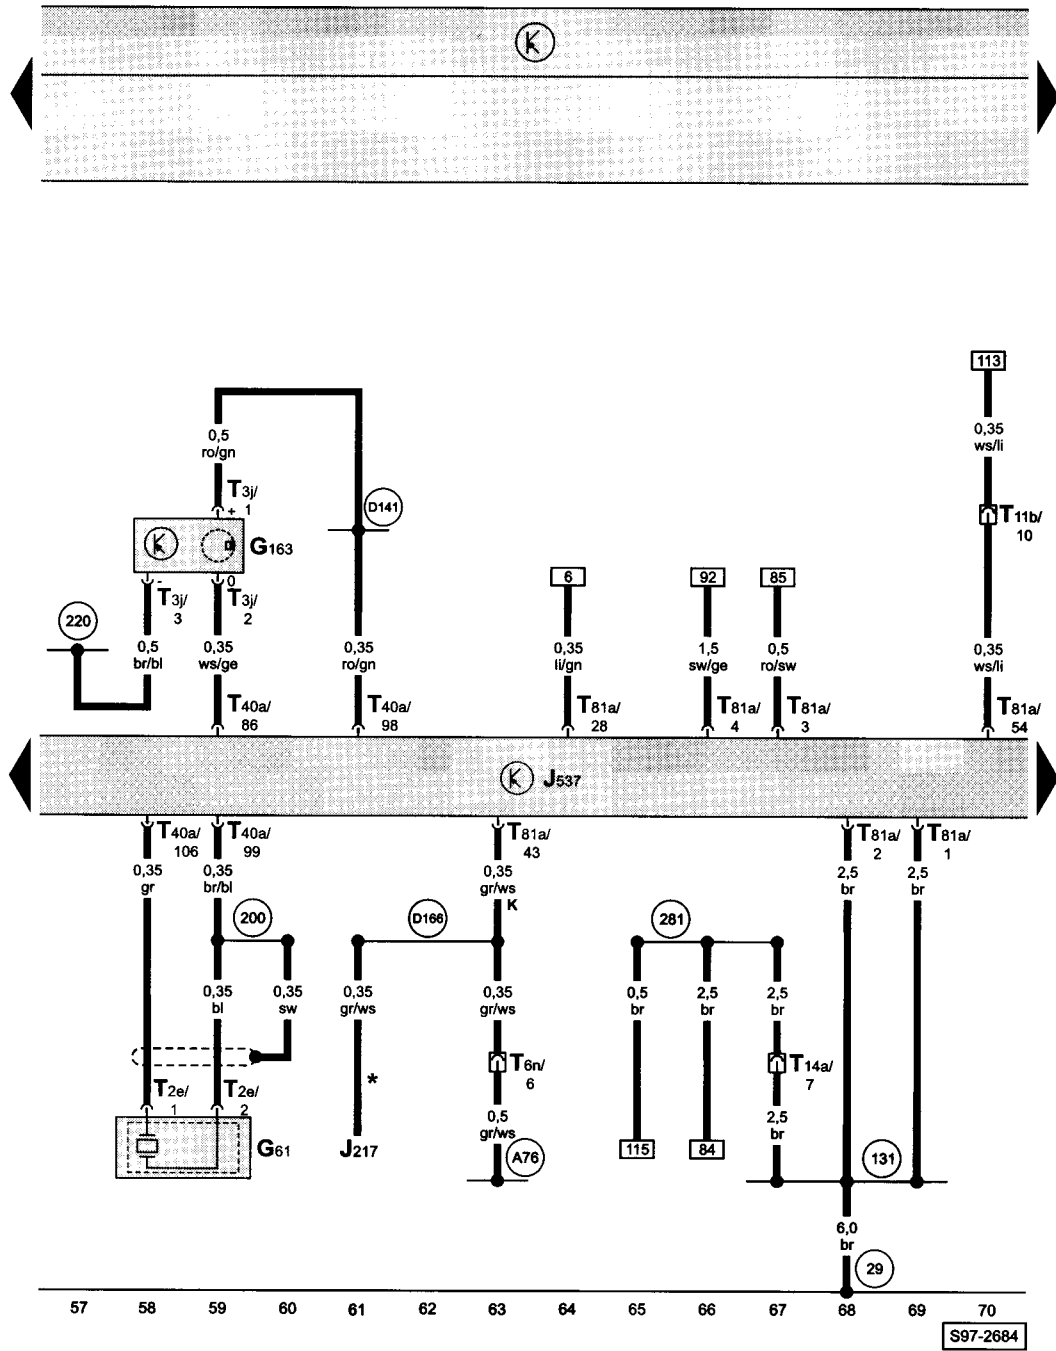 113
0,5
ro/gn
0,35
ws/li
T3j/
+ 1
D141
T11b/
10
G163
6
92
85
- 0
T3j/
3
T3j/
2
220
0,5
br/bl
0,35
ws/ge
0,35
ro/gn
0,35
li/gn
1,5
sw/ge
0,5
ro/sw
0,35
ws/li
T40a/
86
T40a/
98
T81a/
28
T81a/
4
T81a/
3
T81a/
54
J537
T40a/
106
T40a/
99
T81a/
43
T81a/
2
T81a/
1
0,35
gr
0,35
br/bl
0,35
gr/ws
K
2,5
br
2,5
br
200
D166
281
0,35
bl
0,35
sw
0,35
gr/ws
0,35
gr/ws
0,5
br
2,5
br
2,5
br
*
T6n/
6
T14a/
7
T2e/
1
T2e/
2
0,5
gr/ws
2,5
br
G61
J217
A76
115
84
131
6,0
br
29
57 58 59 60 61 62 63 64 65 66 67 68 69 70
S97-2684